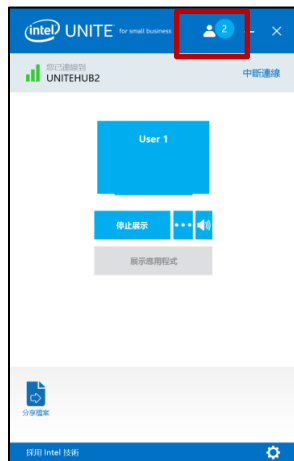 intel UNITE for small business 2
您已連線到
UNITEHUB2 中斷連線
User 1
停止展示
展示應用程式
分享檔案
採用 Intel 技術